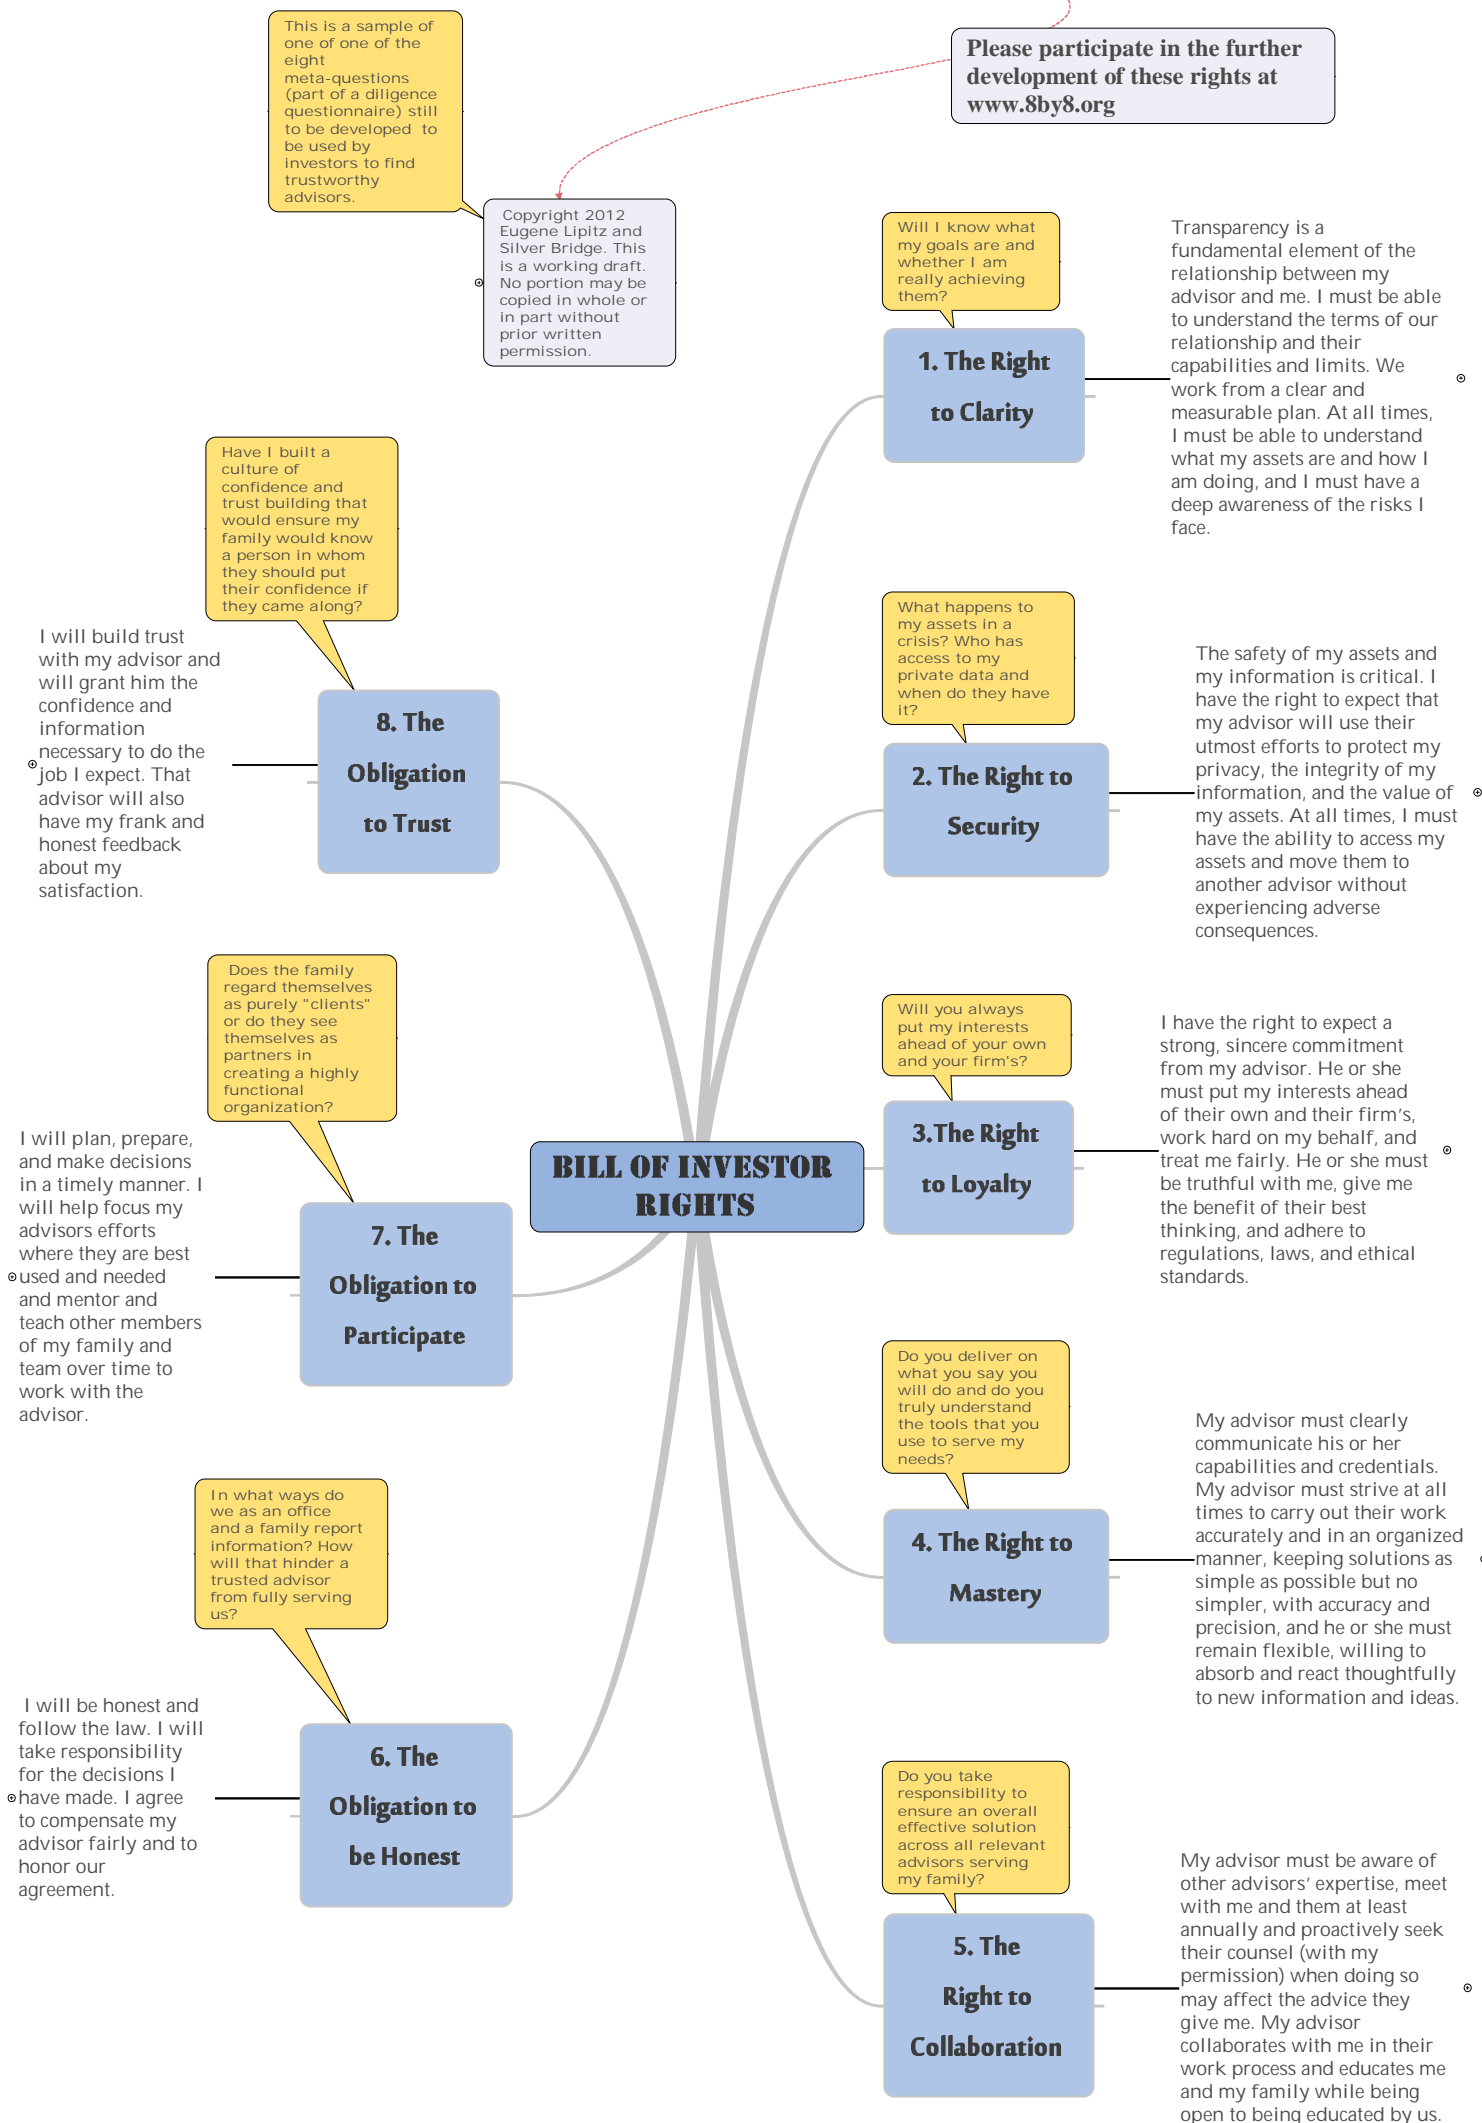 This is a sample of
one of one of the
eight
meta-questions
(part of a diligence
questionnaire) still
to be developed  to
be used by
investors to find
trustworthy
advisors.
Please participate in the further
development of these rights at
www.8by8.org
Copyright 2012
Eugene Lipitz and
Silver Bridge. This
is a working draft.
No portion may be
copied in whole or
in part without
prior written
permission.
Will I know what
my goals are and
whether I am
really achieving
them?
1. The Right
to Clarity
Transparency is a
fundamental element of the
relationship between my
advisor and me. I must be able
to understand the terms of our
relationship and their
capabilities and limits. We
work from a clear and
measurable plan. At all times,
I must be able to understand
what my assets are and how I
am doing, and I must have a
deep awareness of the risks I
face.
What happens to
my assets in a
crisis? Who has
access to my
private data and
when do they have
it?
2. The Right to
Security
The safety of my assets and
my information is critical. I
have the right to expect that
my advisor will use their
utmost efforts to protect my
privacy, the integrity of my
information, and the value of
my assets. At all times, I must
have the ability to access my
assets and move them to
another advisor without
experiencing adverse
consequences.
Will you always
put my interests
ahead of your own
and your firm's?
3.The Right
to Loyalty
I have the right to expect a
strong, sincere commitment
from my advisor. He or she
must put my interests ahead
of their own and their firm's,
work hard on my behalf, and
treat me fairly. He or she must
be truthful with me, give me
the benefit of their best
thinking, and adhere to
regulations, laws, and ethical
standards.
Do you deliver on
what you say you
will do and do you
truly understand
the tools that you
use to serve my
needs?
4. The Right to
Mastery
My advisor must clearly
communicate his or her
capabilities and credentials.
My advisor must strive at all
times to carry out their work
accurately and in an organized
manner, keeping solutions as
simple as possible but no
simpler, with accuracy and
precision, and he or she must
remain flexible, willing to
absorb and react thoughtfully
to new information and ideas.
Do you take
responsibility to
ensure an overall
effective solution
across all relevant
advisors serving
my family?
5. The
Right to
Collaboration
My advisor must be aware of
other advisors' expertise, meet
with me and them at least
annually and proactively seek
their counsel (with my
permission) when doing so
may affect the advice they
give me. My advisor
collaborates with me in their
work process and educates me
and my family while being
open to being educated by us.
BILL OF INVESTOR
RIGHTS
Have I built a
culture of
confidence and
trust building that
would ensure my
family would know
a person in whom
they should put
their confidence if
they came along?
8. The
Obligation
to Trust
I will build trust
with my advisor and
will grant him the
confidence and
information
necessary to do the
job I expect. That
advisor will also
have my frank and
honest feedback
about my
satisfaction.
Does the family
regard themselves
as purely "clients"
or do they see
themselves as
partners in
creating a highly
functional
organization?
7. The
Obligation to
Participate
I will plan, prepare,
and make decisions
in a timely manner. I
will help focus my
advisors efforts
where they are best
used and needed
and mentor and
teach other members
of my family and
team over time to
work with the
advisor.
In what ways do
we as an office
and a family report
information? How
will that hinder a
trusted advisor
from fully serving
us?
6. The
Obligation to
be Honest
I will be honest and
follow the law. I will
take responsibility
for the decisions I
have made. I agree
to compensate my
advisor fairly and to
honor our
agreement.